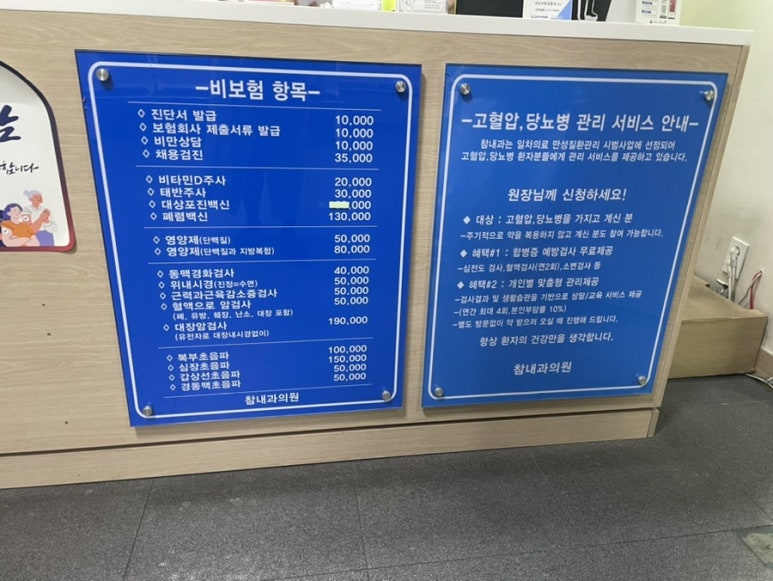 합니다~
-비보험 항목-
◇ 진단서 발급 10,000
◇ 보험회사 제출서류 발급 10,000
◇ 비만상담 10,000
◇ 채용검진 35,000
◇ 비타민D주사 20,000
◇ 태반주사 30,000
◇ 대상포진백신 ,000
◇ 폐렴백신 130,000
◇ 영양제(단백질) 50,000
◇ 영양제(단백질과 지방복합) 80,000
◇ 동맥경화검사 40,000
◇ 위내시경(진정=수면) 50,000
◇ 근력과근육감소증검사 50,000
◇ 혈액으로 암검사 50,000
(폐, 유방, 췌장, 난소, 대장 포함)
◇ 대장암검사 190,000
(유전자로 대장내시경없이)
◇ 복부초음파 100,000
◇ 심장초음파 150,000
◇ 갑상선초음파 50,000
◇ 경동맥초음파 50,000
참내과의원
-고혈압,당뇨병 관리 서비스 안내-
참내과는 일차의료 만성질환관리 시범사업에 선정되어
고혈압,당뇨병 환자분들에게 관리 서비스를 제공하고 있습니다.
원장님께 신청하세요!
◆ 대상 : 고혈압,당뇨병을 가지고 계신 분
-주기적으로 약을 복용하지 않고 계신 분도 참여 가능합니다.
◆ 혜택#1 : 합병증 예방검사 무료제공
-심전도 검사,혈액검사(연2회),소변검사 등
◆ 혜택#2 : 개인별 맞춤형 관리제공
-검사결과 및 생활습관을 기반으로 상담/교육 서비스 제공
-(연간 최대 4회,본인부담률 10%)
-별도 방문없이 약 받으러 오실 때 진행해 드립니다.
항상 환자의 건강만을 생각합니다.
참내과의원